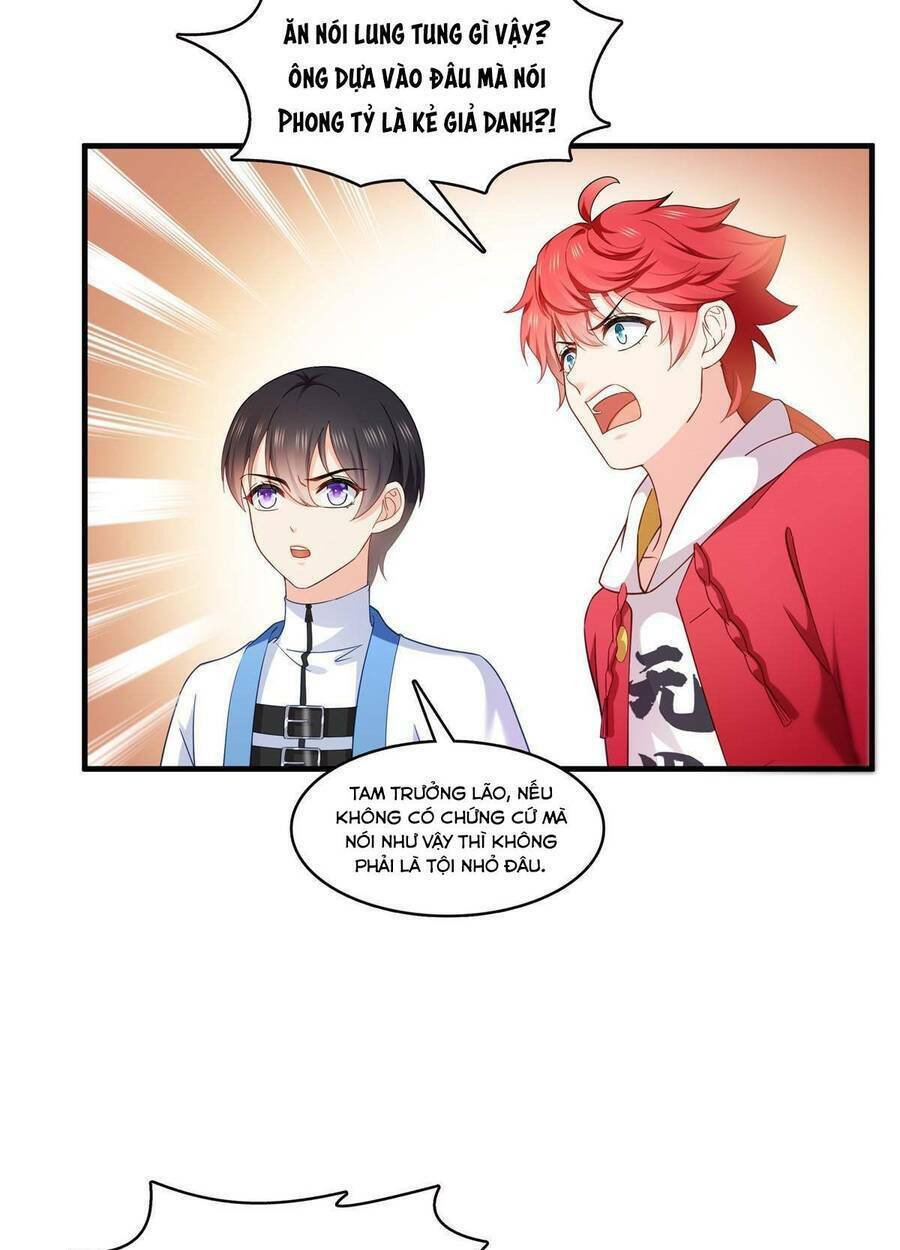 ĂN NÓI LUNG TUNG GÌ VẬY?
ÔNG DỰA VÀO ĐÂU MÀ NÓI
PHONG TỶ LÀ KẺ GIẢ DANH?!
元
TAM TRƯỞNG LÃO, NẾU
KHÔNG CÓ CHỨNG CỨ MÀ
NÓI NHƯ VẬY THÌ KHÔNG
PHẢI LÀ TỘI NHỎ ĐÂU.